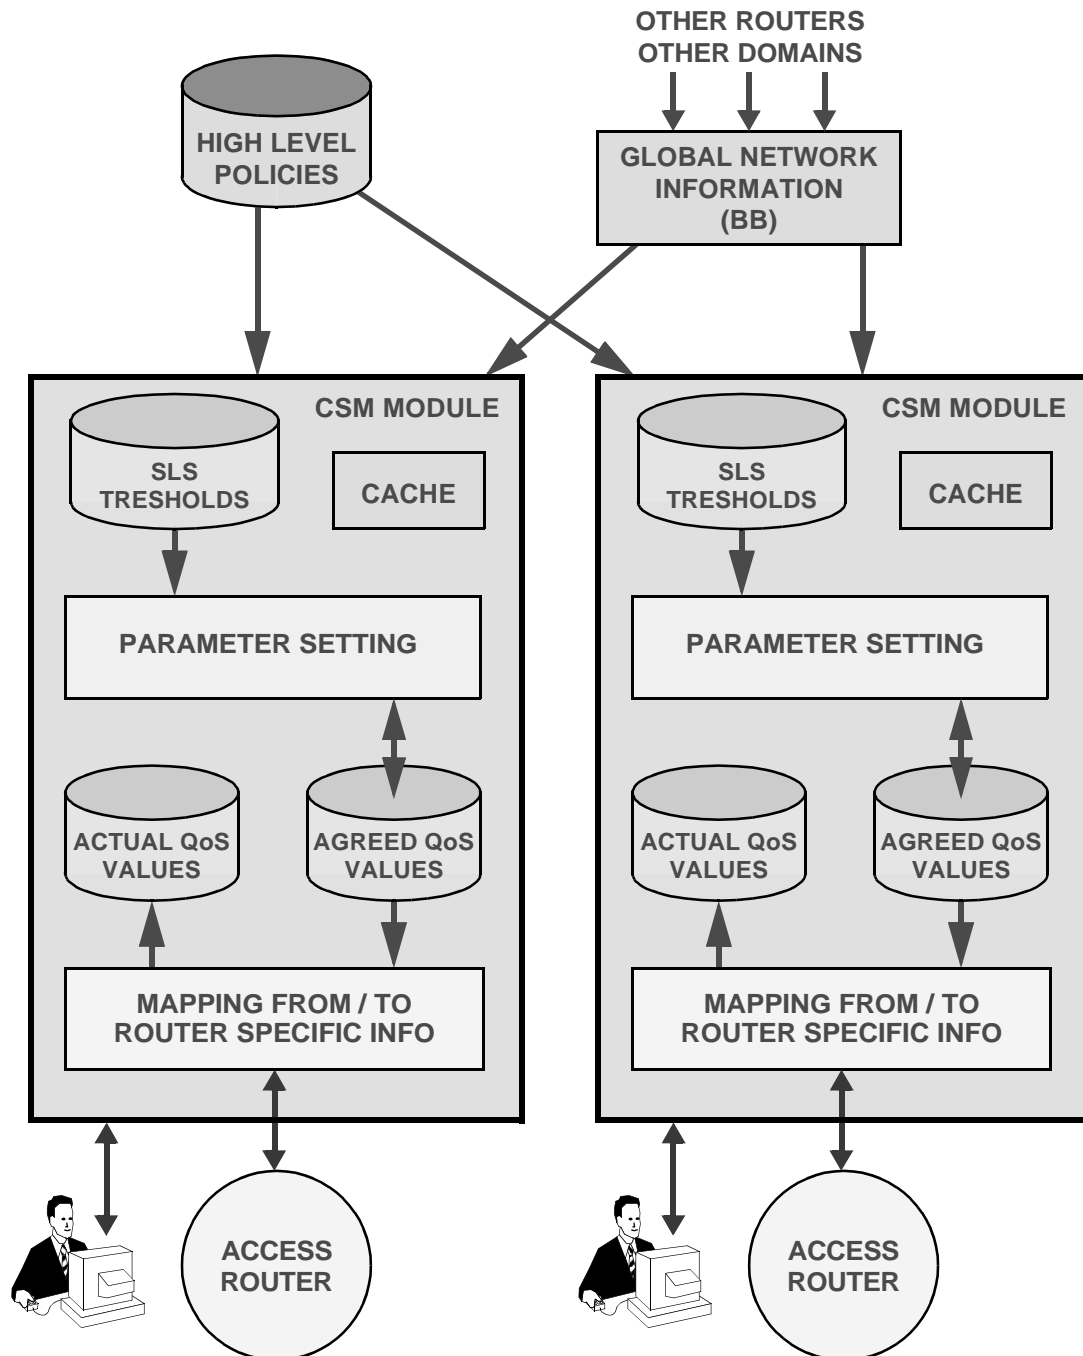 OTHER ROUTERS
OTHER DOMAINS
HIGH LEVEL
POLICIES
GLOBAL NETWORK
INFORMATION
(BB)
CSM MODULE
SLS
TRESHOLDS
CACHE
PARAMETER SETTING
ACTUAL QoS
VALUES
AGREED QoS
VALUES
MAPPING FROM / TO
ROUTER SPECIFIC INFO
ACCESS
ROUTER
CSM MODULE
SLS
TRESHOLDS
CACHE
PARAMETER SETTING
ACTUAL QoS
VALUES
AGREED QoS
VALUES
MAPPING FROM / TO
ROUTER SPECIFIC INFO
ACCESS
ROUTER